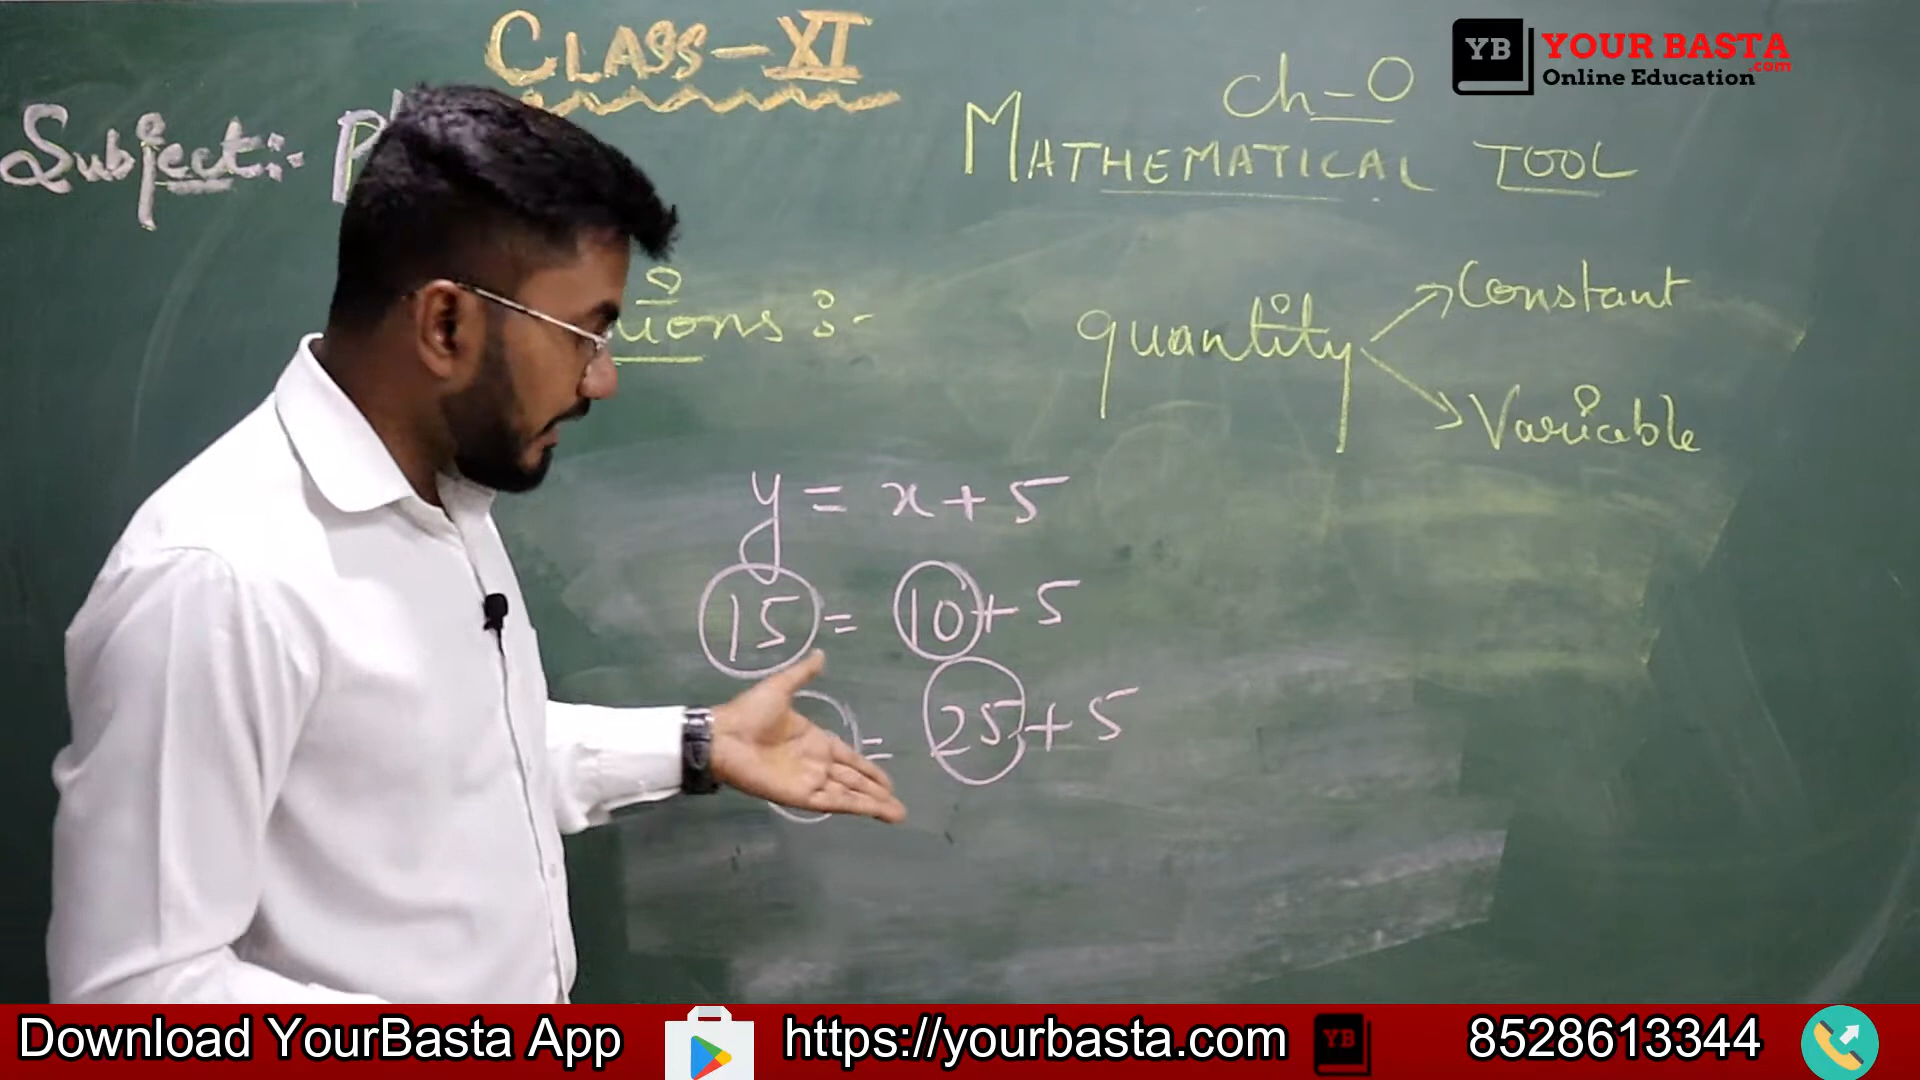 CLASS-XI
YB YOUR BASTA
.com
Online Education
ch-0
Subject:-
MATHEMATICAL TOOL
quantity
Constant
Variable
y = x+5
15 = 10+5
= 25+5
Download YourBasta App
https://yourbasta.com
YB
8528613344